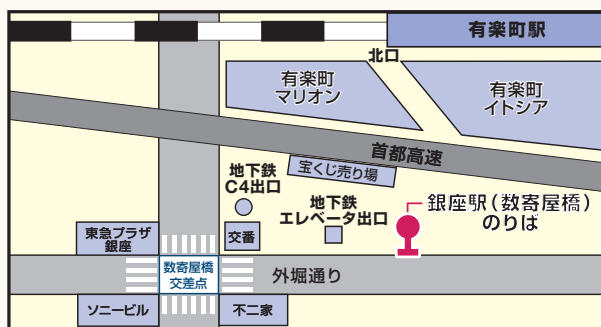 有楽町駅
北口
有楽町
マリオン
有楽町
イトシア
首都高速
宝くじ売り場
地下鉄
C4出口
地下鉄
エレベータ出口
銀座駅（数寄屋橋）
のりば
東急プラザ
銀座
交番
数寄屋橋
交差点
外堀通り
ソニービル
不二家